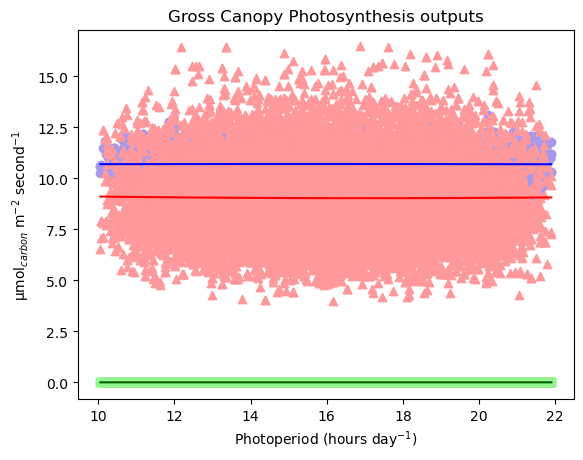 Gross Canopy Photosynthesis outputs
15.0
12.5
10.0
7.5
5.0
2.5
0.0
µmol_{carbon} m^{−2} second^{−1}
10 12 14 16 18 20 22
Photoperiod (hours day^{−1})